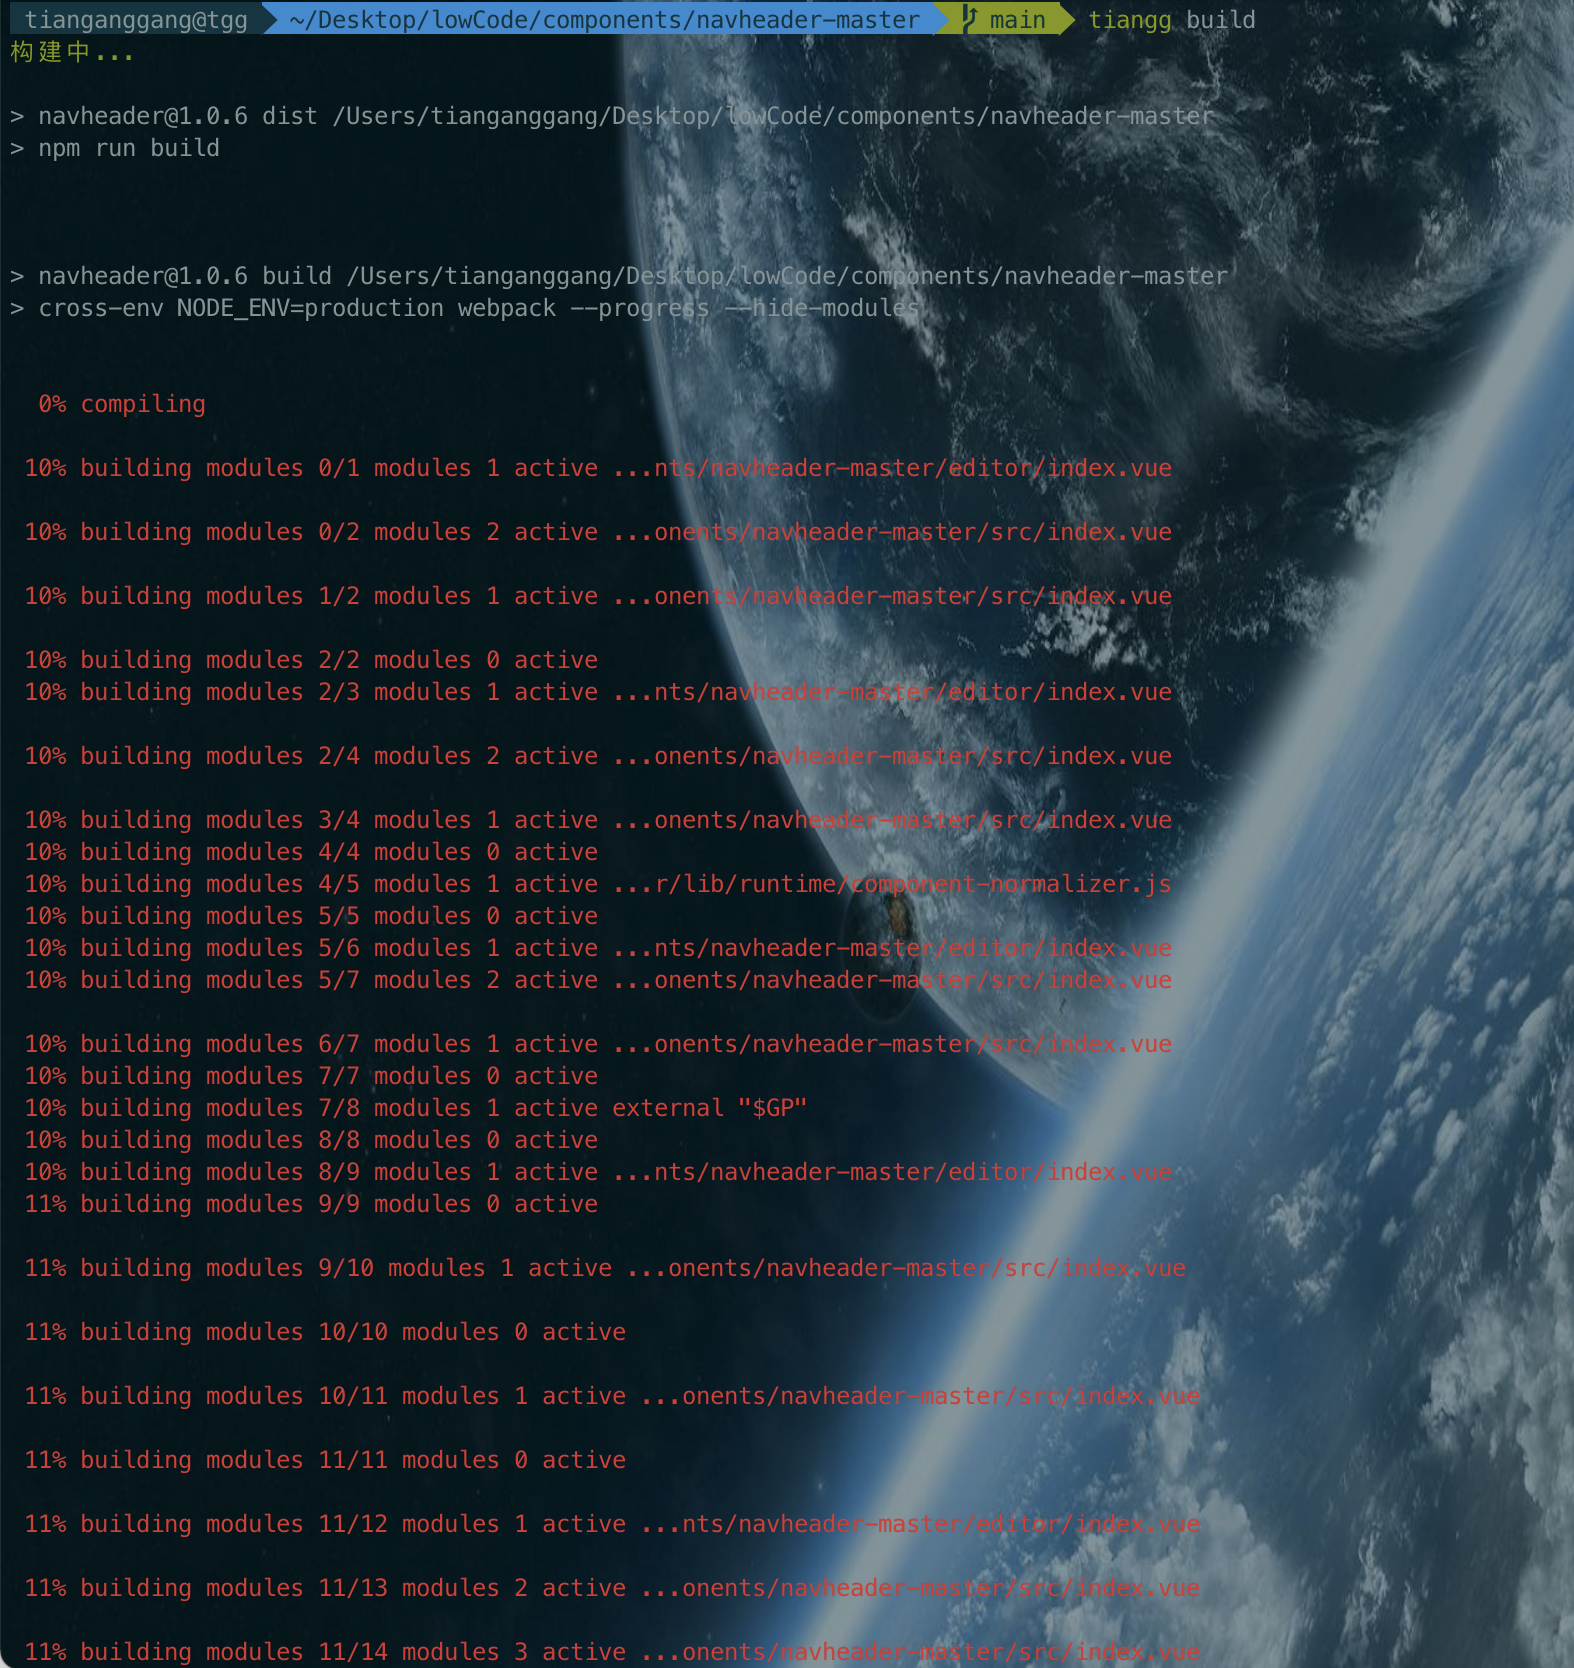 tianganggang@tgg ~/Desktop/lowCode/components/navheader-master main tiangg build
构建中...
> navheader@1.0.6 dist /Users/tianganggang/Desktop/lowCode/components/navheader-master
> npm run build
> navheader@1.0.6 build /Users/tianganggang/Desktop/lowCode/components/navheader-master
> cross-env NODE_ENV=production webpack --progress --hide-modules
0% compiling
10% building modules 0/1 modules 1 active ...nts/navheader-master/editor/index.vue
10% building modules 0/2 modules 2 active ...onents/navheader-master/src/index.vue
10% building modules 1/2 modules 1 active ...onents/navheader-master/src/index.vue
10% building modules 2/2 modules 0 active
10% building modules 2/3 modules 1 active ...nts/navheader-master/editor/index.vue
10% building modules 2/4 modules 2 active ...onents/navheader-master/src/index.vue
10% building modules 3/4 modules 1 active ...onents/navheader-master/src/index.vue
10% building modules 4/4 modules 0 active
10% building modules 4/5 modules 1 active ...r/lib/runtime/component-normalizer.js
10% building modules 5/5 modules 0 active
10% building modules 5/6 modules 1 active ...nts/navheader-master/editor/index.vue
10% building modules 5/7 modules 2 active ...onents/navheader-master/src/index.vue
10% building modules 6/7 modules 1 active ...onents/navheader-master/src/index.vue
10% building modules 7/7 modules 0 active
10% building modules 7/8 modules 1 active external "$GP"
10% building modules 8/8 modules 0 active
10% building modules 8/9 modules 1 active ...nts/navheader-master/editor/index.vue
11% building modules 9/9 modules 0 active
11% building modules 9/10 modules 1 active ...onents/navheader-master/src/index.vue
11% building modules 10/10 modules 0 active
11% building modules 10/11 modules 1 active ...onents/navheader-master/src/index.vue
11% building modules 11/11 modules 0 active
11% building modules 11/12 modules 1 active ...nts/navheader-master/editor/index.vue
11% building modules 11/13 modules 2 active ...onents/navheader-master/src/index.vue
11% building modules 11/14 modules 3 active ...onents/navheader-master/src/index.vue